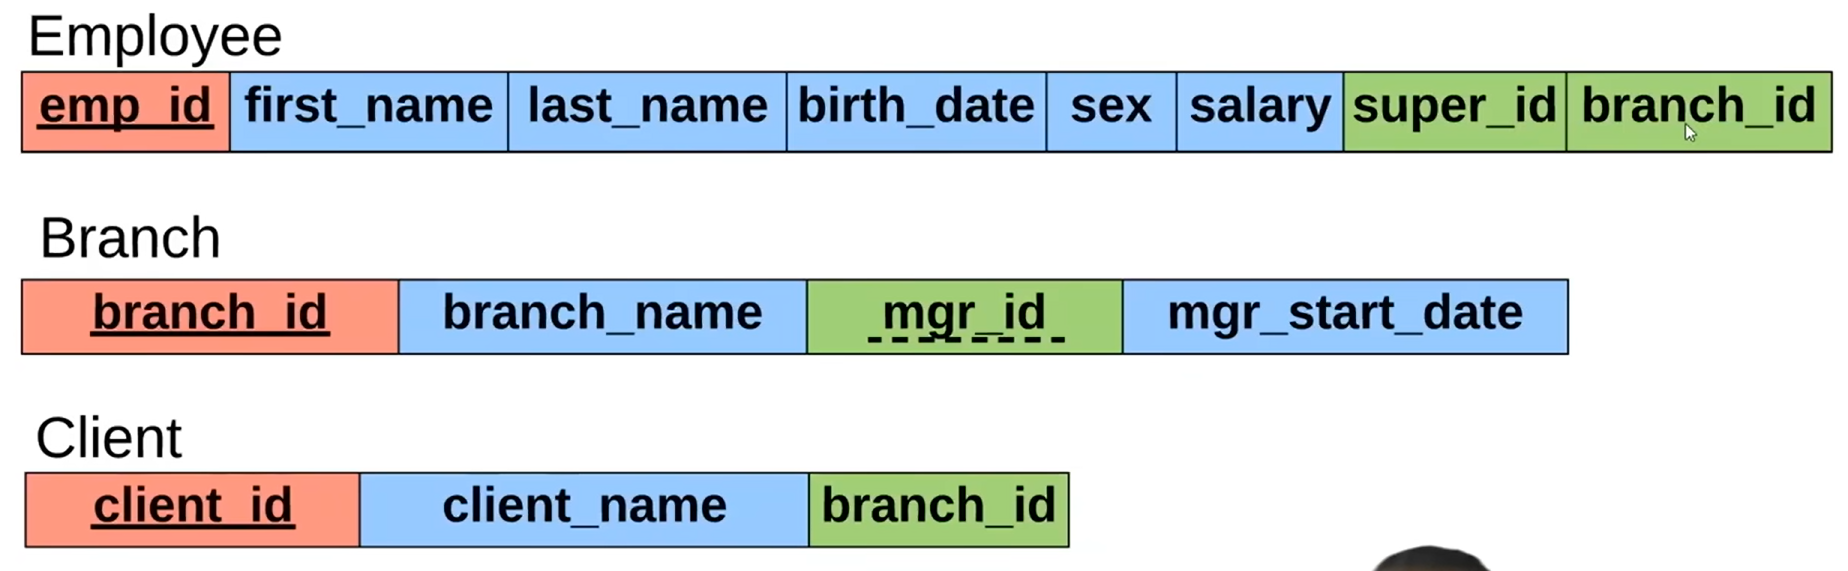 Employee
emp_id first_name last_name birth_date sex salary super_id branch_id
Branch
branch_id branch_name mgr_id mgr_start_date
Client
client_id client_name branch_id